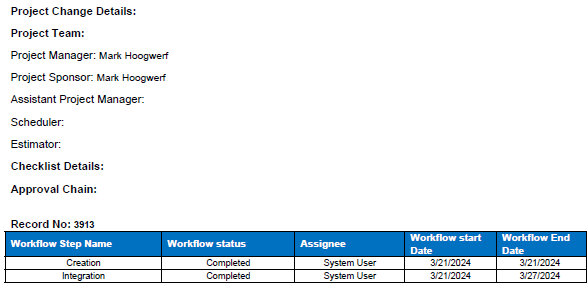 Project Change Details:
Project Team:
Project Manager: Mark Hoogwerf
Project Sponsor: Mark Hoogwerf
Assistant Project Manager:
Scheduler:
Estimator:
Checklist Details:
Approval Chain:
Record No: 3913
Workflow Step Name Workflow status Assignee Workflow start Date Workflow End Date
Creation Completed System User 3/21/2024 3/21/2024
Integration Completed System User 3/21/2024 3/27/2024